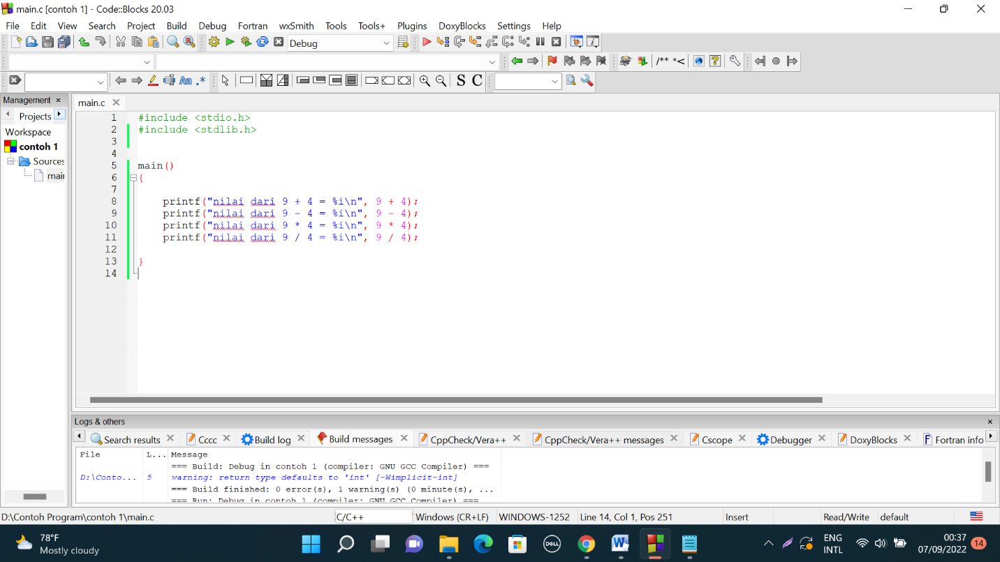 main.c [contoh 1] - Code::Blocks 20.03
File Edit View Search Project Build Debug Fortran wxSmith Tools Tools+ Plugins DoxyBlocks Settings Help
Debug
/** *<
Aa .* S C
Management
main.c
Projects
Workspace
contoh 1
Sources
mai
1 #include <stdio.h>
2 #include <stdlib.h>
3
4
5 main()
6 {
7
8 printf("nilai dari 9 + 4 = %i\n", 9 + 4);
9 printf("nilai dari 9 - 4 = %i\n", 9 - 4);
10 printf("nilai dari 9 * 4 = %i\n", 9 * 4);
11 printf("nilai dari 9 / 4 = %i\n", 9 / 4);
12
13 }
14
Logs & others
Search results Cccc Build log Build messages CppCheck/Vera++ CppCheck/Vera++ messages Cscope Debugger DoxyBlocks Fortran info
File L... Message
=== Build: Debug in contoh 1 (compiler: GNU GCC Compiler) ===
D:\Conto... 5 warning: return type defaults to 'int' [-Wimplicit-int]
=== Build finished: 0 error(s), 1 warning(s) (0 minute(s), ...
=== Run: Debug in contoh 1 (compiler: GNU GCC Compiler) ===
D:\Contoh Program\contoh 1\main.c C/C++ Windows (CR+LF) WINDOWS-1252 Line 14, Col 1, Pos 251 Insert Read/Write default
78°F
Mostly cloudy
DELL
W
ENG
INTL
00:37
07/09/2022
14